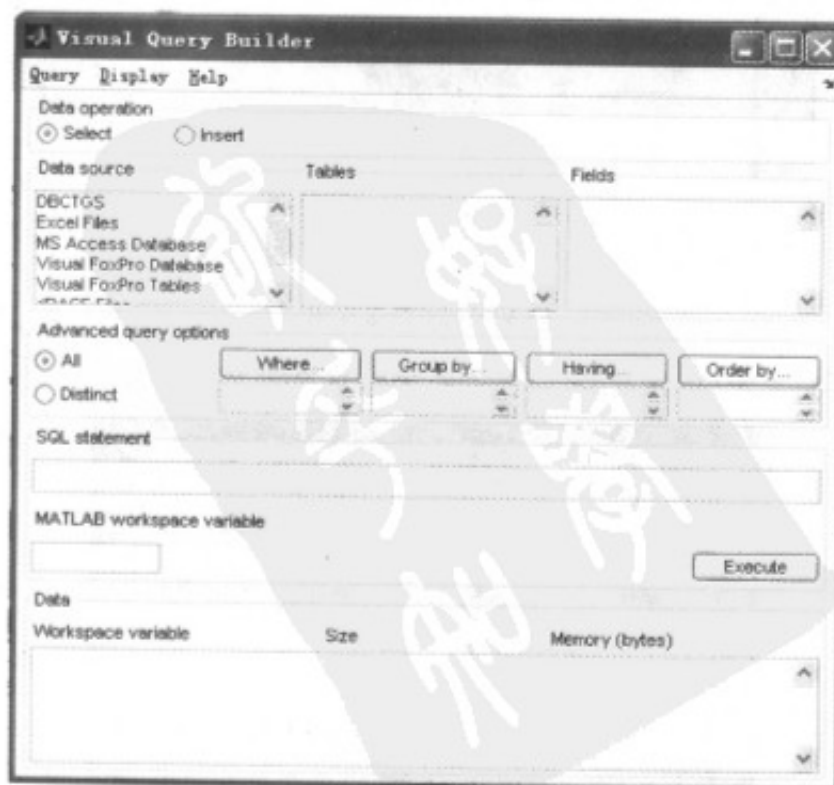 Visual Query Builder
Query Display Help
Data operation
Select Insert
Data source Tables Fields
DBCTGS
Excel Files
MS Access Database
Visual FoxPro Database
Visual FoxPro Tables
Advanced query options
All Where... Group by... Having... Order by...
Distinct
SQL statement
MATLAB workspace variable
Execute
Data
Workspace variable Size Memory (bytes)